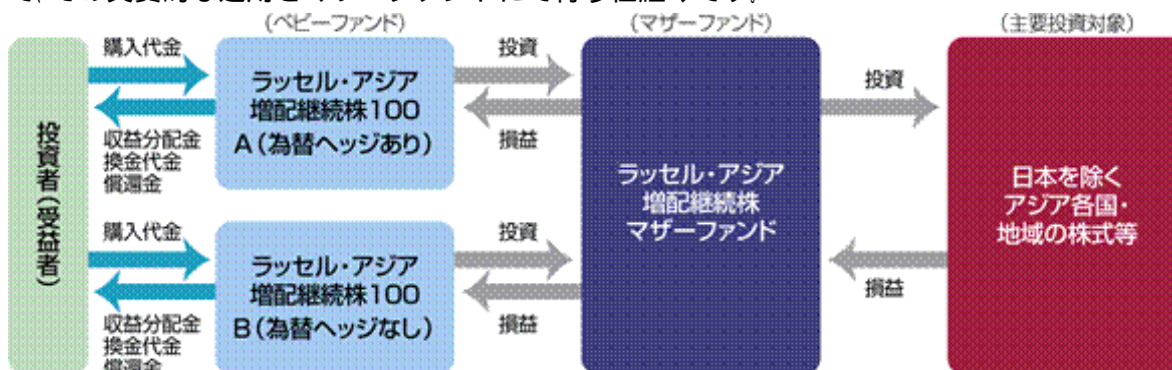 （ベビーファンド）
（マザーファンド）
（主要投資対象）
投資者（受益者）
購入代金
収益分配金
換金代金
償還金
ラッセル・アジア
増配継続株100
A（為替ヘッジあり）
投資
損益
購入代金
収益分配金
換金代金
償還金
ラッセル・アジア
増配継続株100
B（為替ヘッジなし）
投資
損益
ラッセル・アジア
増配継続株
マザーファンド
投資
損益
日本を除く
アジア各国・
地域の株式等